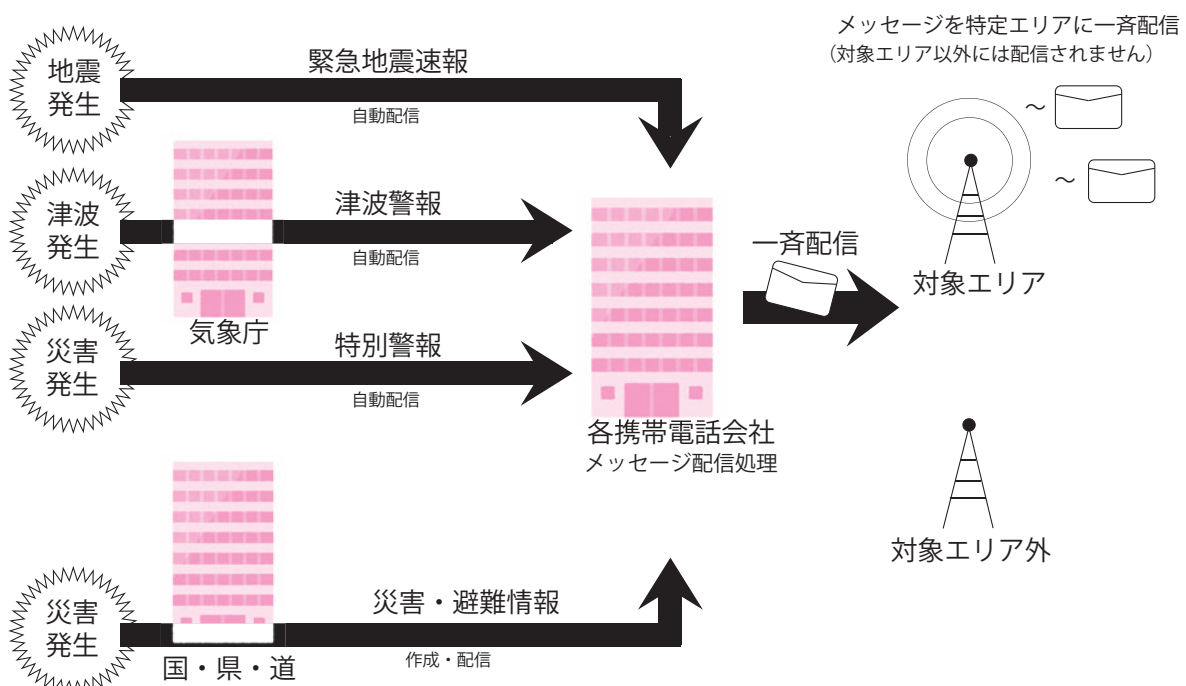 メッセージを特定エリアに一斉配信
（対象エリア以外には配信されません）
地震
発生
緊急地震速報
自動配信
津波
発生
津波警報
自動配信
気象庁
災害
発生
特別警報
自動配信
各携帯電話会社
メッセージ配信処理
一斉配信
～
～
対象エリア
対象エリア外
災害
発生
災害・避難情報
作成・配信
国・県・道